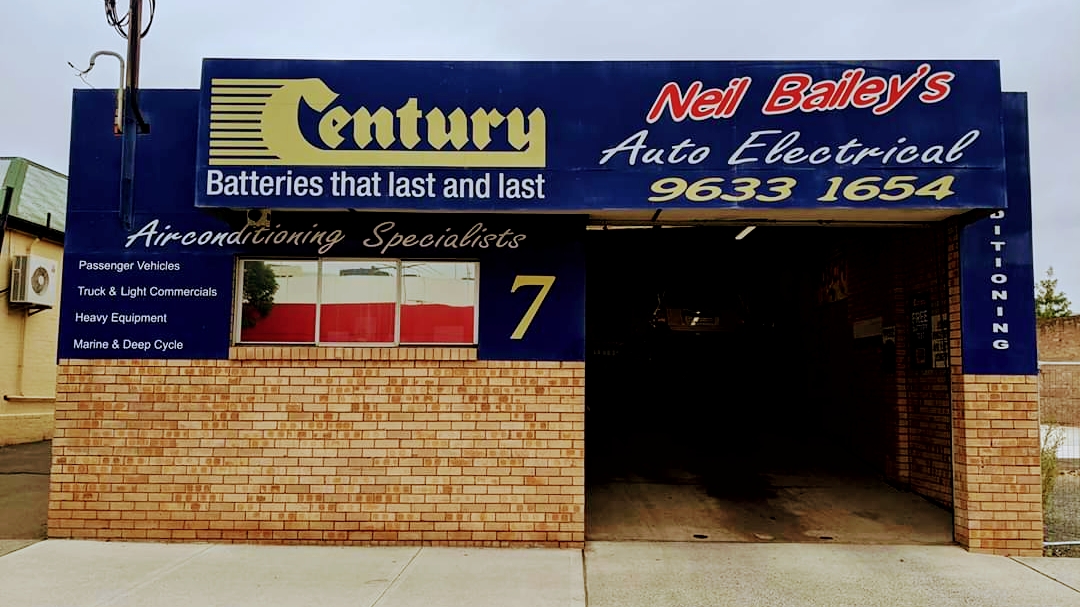 Century
Batteries that last and last
Neil Bailey's
Auto Electrical
9633 1654
Airconditioning Specialists
Passenger Vehicles
Truck & Light Commercials
Heavy Equipment
Marine & Deep Cycle
7
DITIONING